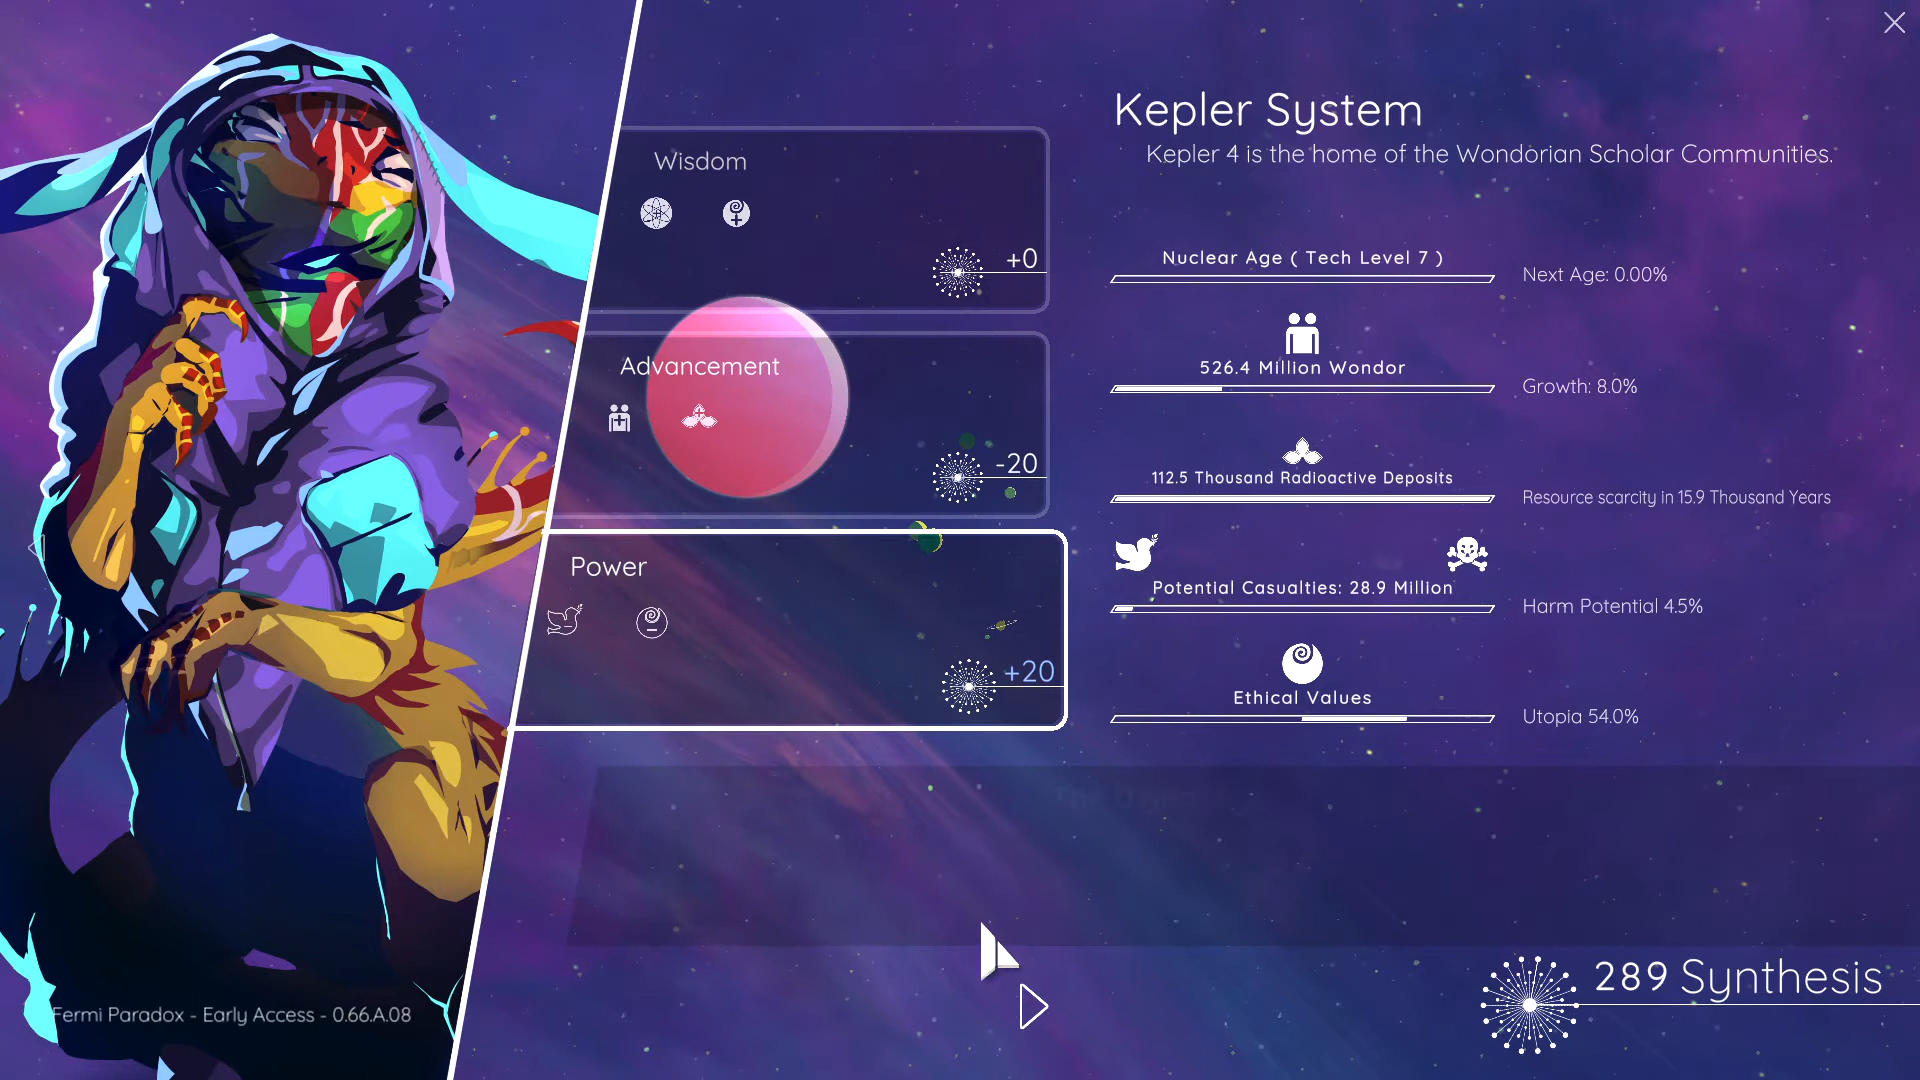 Kepler System
Kepler 4 is the home of the Wondorian Scholar Communities.
Wisdom
+0
Advancement
-20
Power
+20
Nuclear Age ( Tech Level 7 )
Next Age: 0.00%
526.4 Million Wondor
Growth: 8.0%
112.5 Thousand Radioactive Deposits
Resource scarcity in 15.9 Thousand Years
Potential Casualties: 28.9 Million
Harm Potential 4.5%
Ethical Values
Utopia 54.0%
289 Synthesis
Fermi Paradox - Early Access - 0.66.A.08